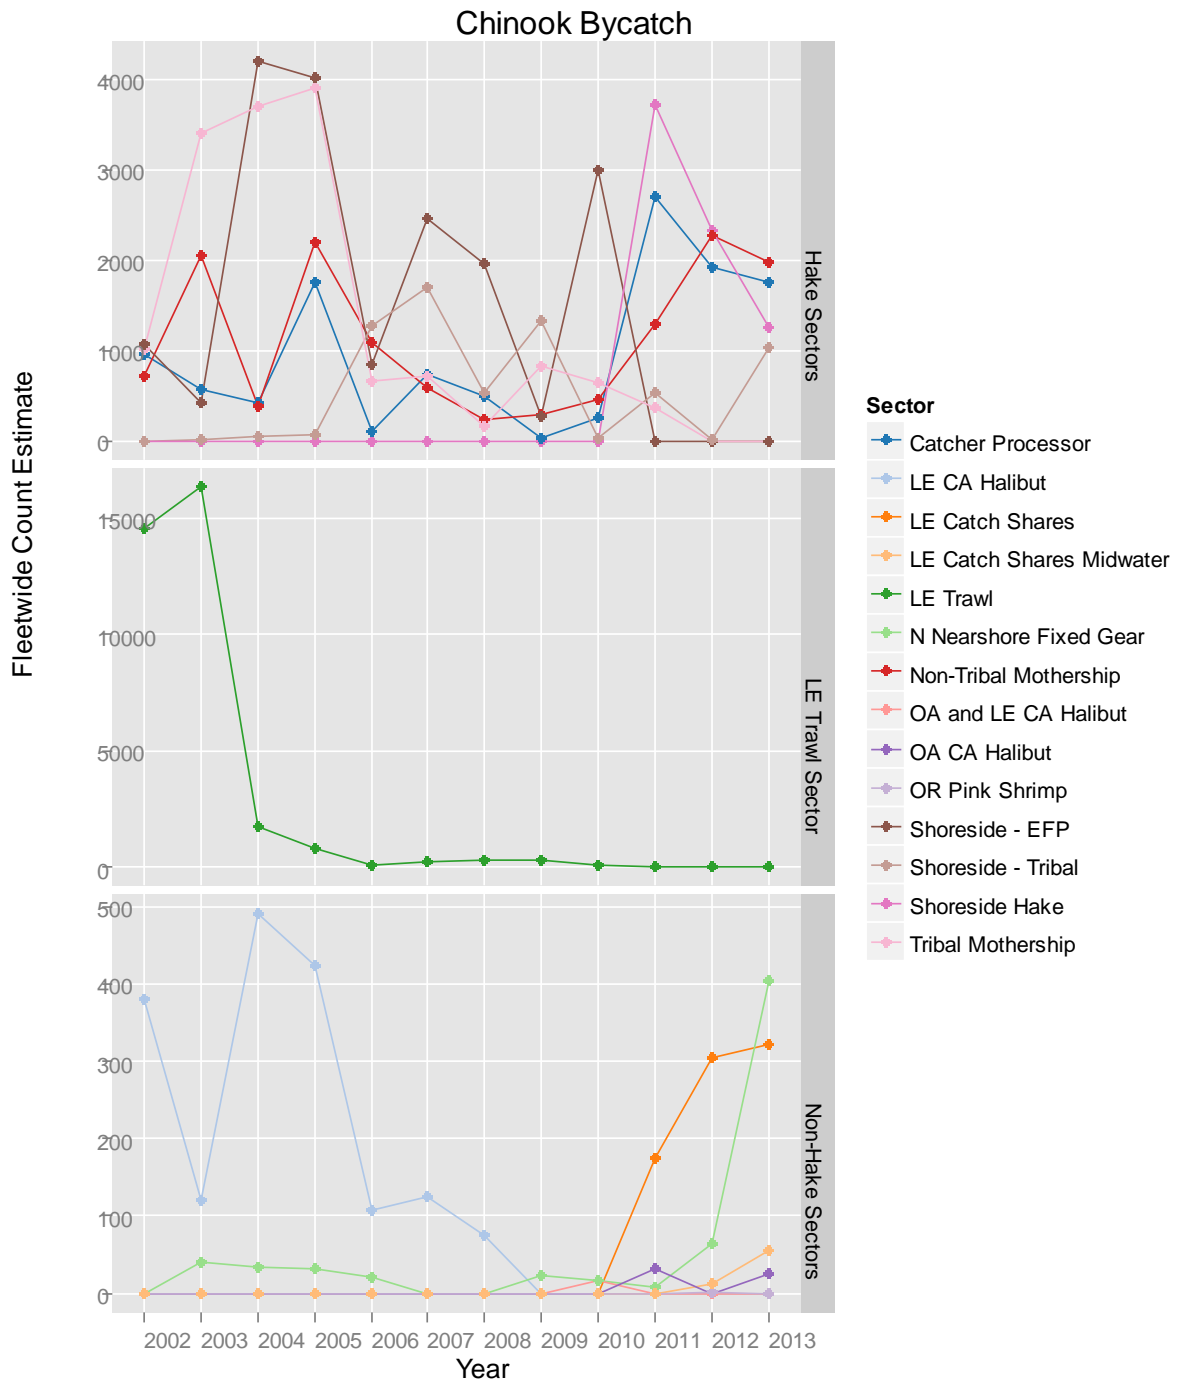 Chinook Bycatch
Fleetwide Count Estimate
4000
3000
2000
1000
0
Hake Sectors
15000
10000
5000
0
LE Trawl Sector
500
400
300
200
100
0
Non-Hake Sectors
2002 2003 2004 2005 2006 2007 2008 2009 2010 2011 2012 2013
Year
Sector
Catcher Processor
LE CA Halibut
LE Catch Shares
LE Catch Shares Midwater
LE Trawl
N Nearshore Fixed Gear
Non-Tribal Mothership
OA and LE CA Halibut
OA CA Halibut
OR Pink Shrimp
Shoreside - EFP
Shoreside - Tribal
Shoreside Hake
Tribal Mothership